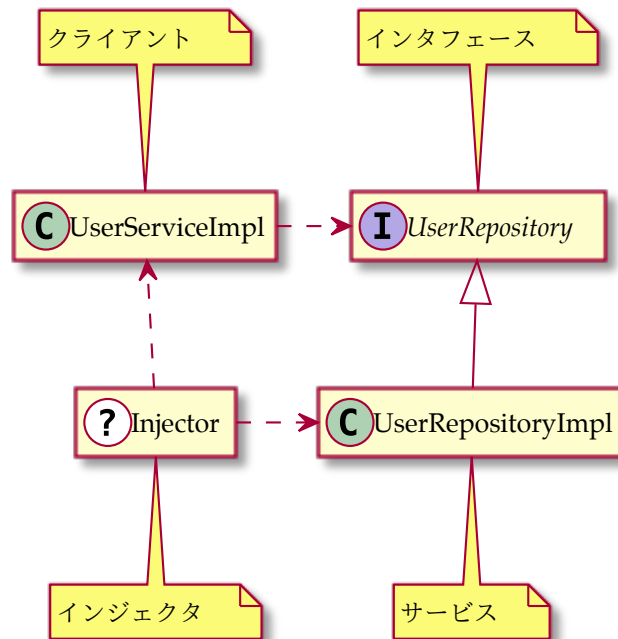 クライアント
インタフェース
C UserServiceImpl
I UserRepository
? Injector
C UserRepositoryImpl
インジェクタ
サービス